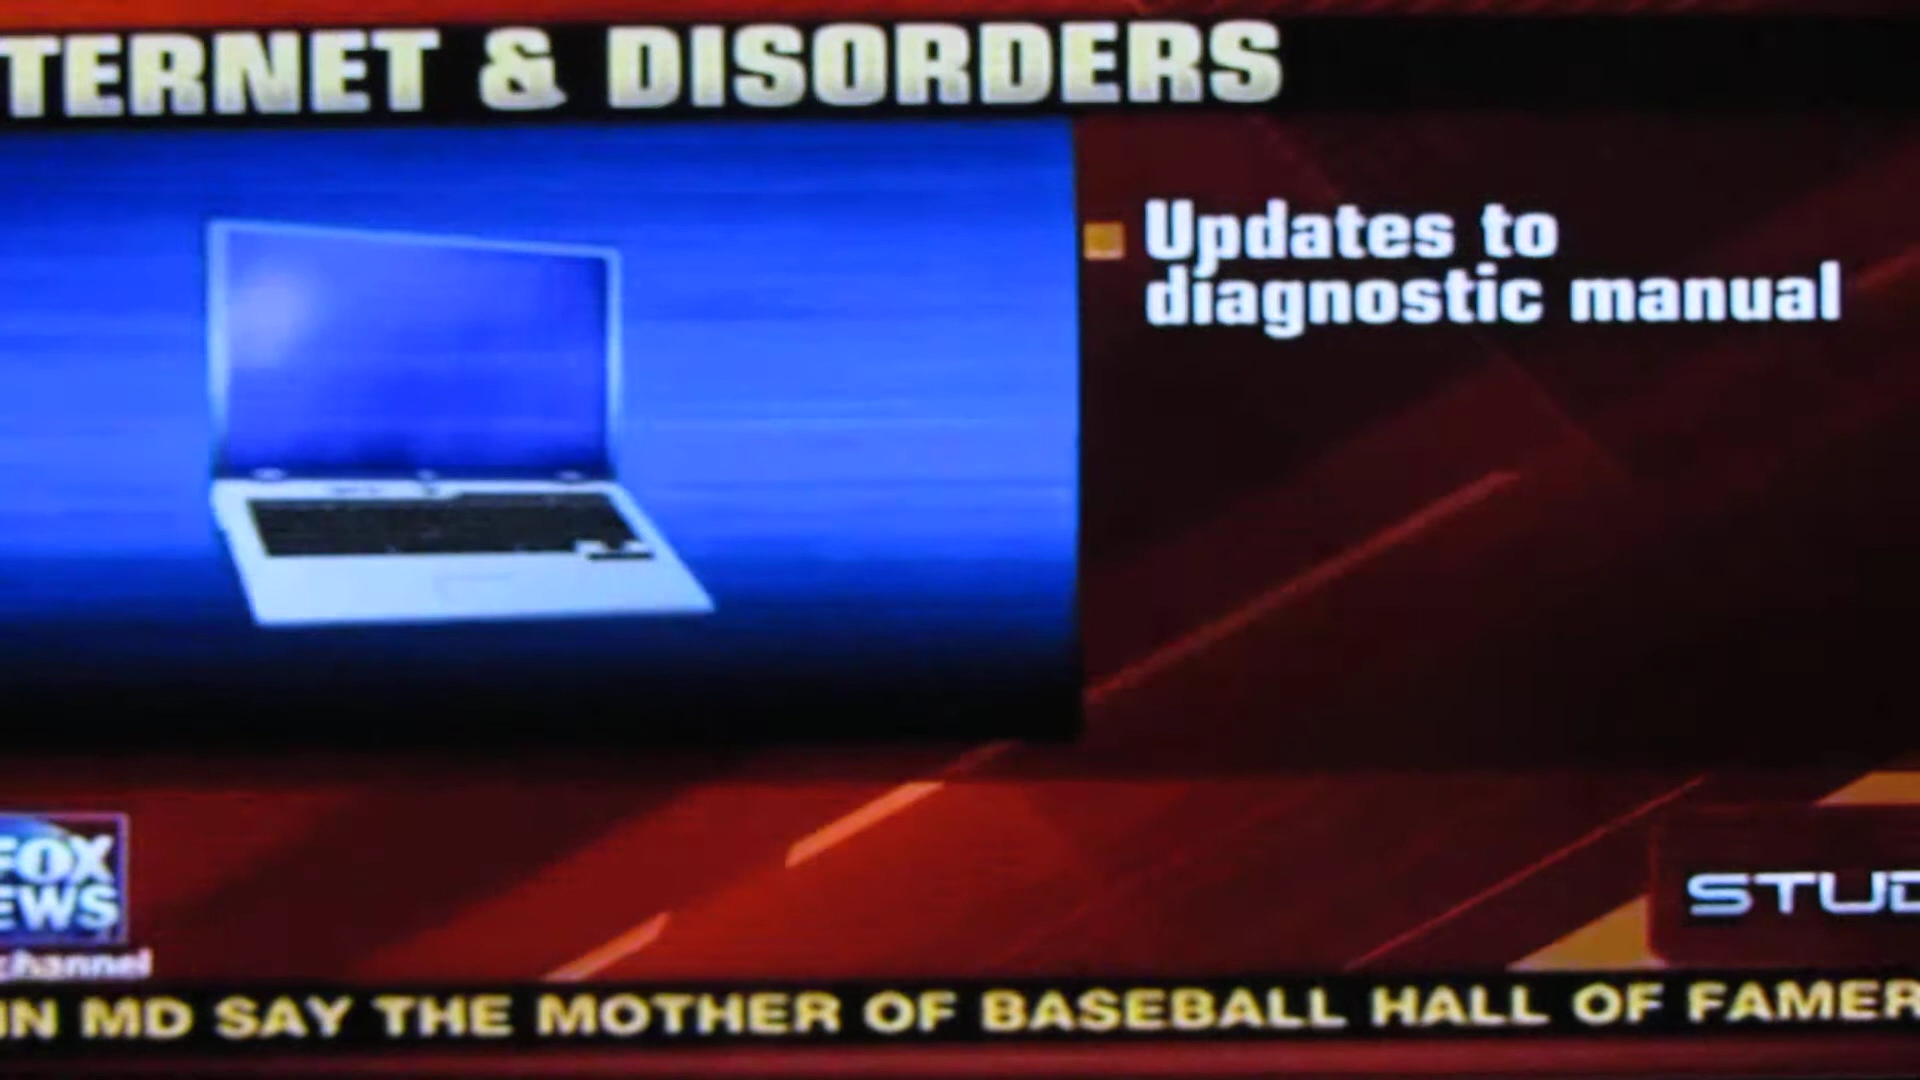 TERNET & DISORDERS
Updates to
diagnostic manual
FOX
EWS
channel
STUD
IN MD SAY THE MOTHER OF BASEBALL HALL OF FAMER